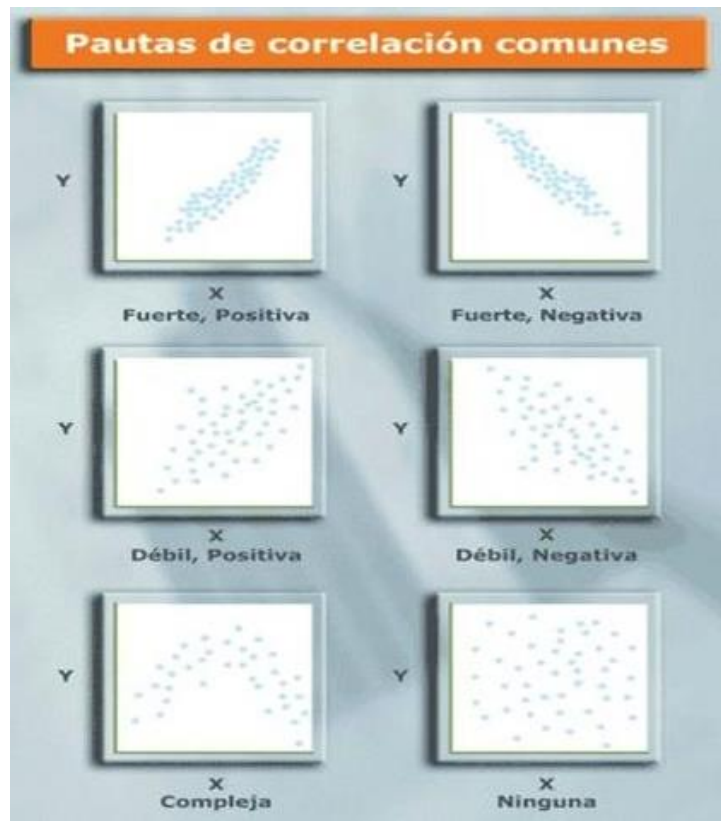 Pautas de correlación comunes
Y
X
Fuerte, Positiva
Y
X
Fuerte, Negativa
Y
X
Débil, Positiva
Y
X
Débil, Negativa
Y
X
Compleja
Y
X
Ninguna